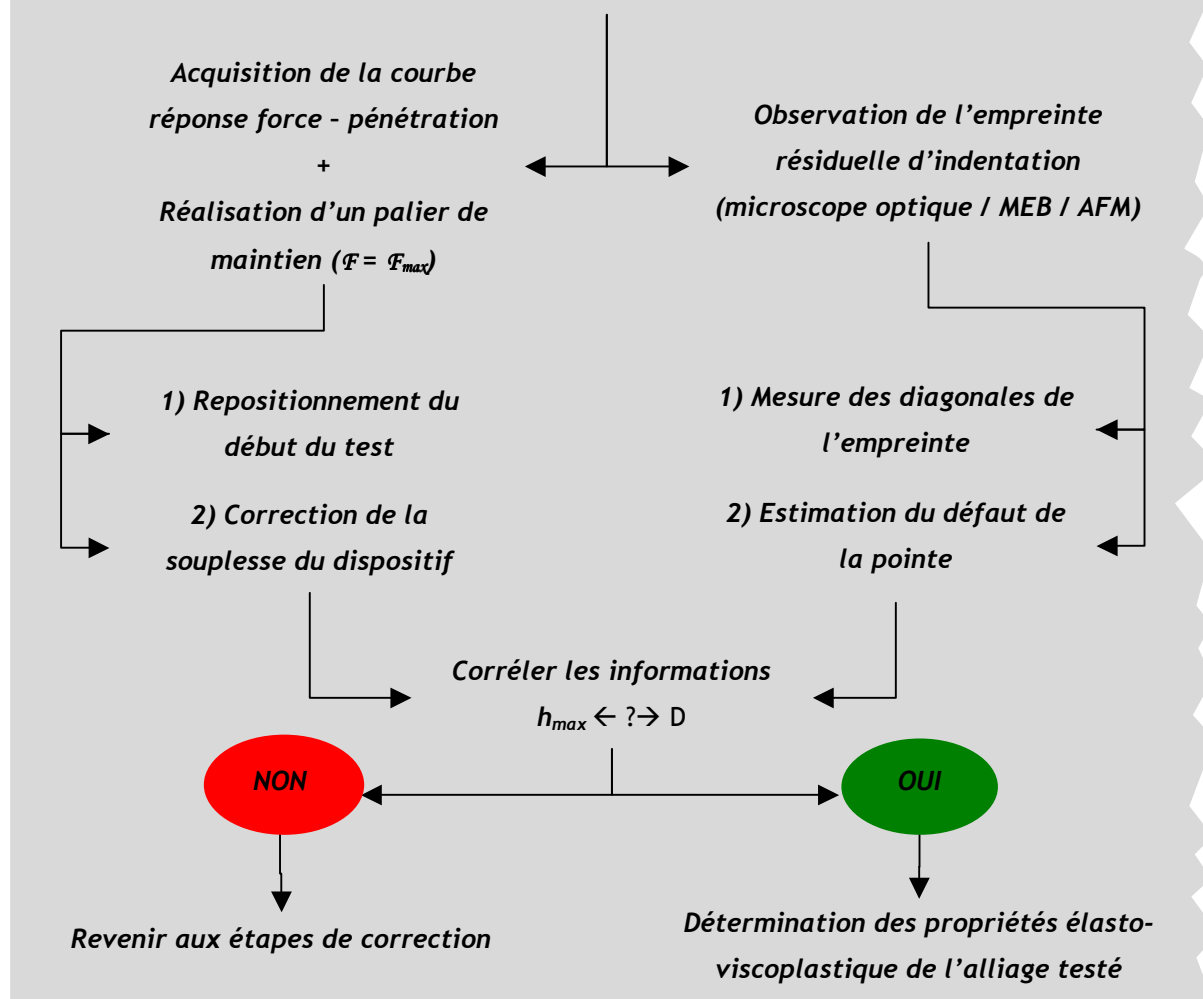 Acquisition de la courbe
réponse force – pénétration
+
Réalisation d’un palier de
maintien (F = Fmax)
Observation de l’empreinte
résiduelle d’indentation
(microscope optique / MEB / AFM)
1) Repositionnement du
début du test
2) Correction de la
souplesse du dispositif
1) Mesure des diagonales de
l’empreinte
2) Estimation du défaut de
la pointe
Corréler les informations
hmax ← ?→ D
NON
OUI
Revenir aux étapes de correction
Détermination des propriétés élasto-
viscoplastique de l’alliage testé